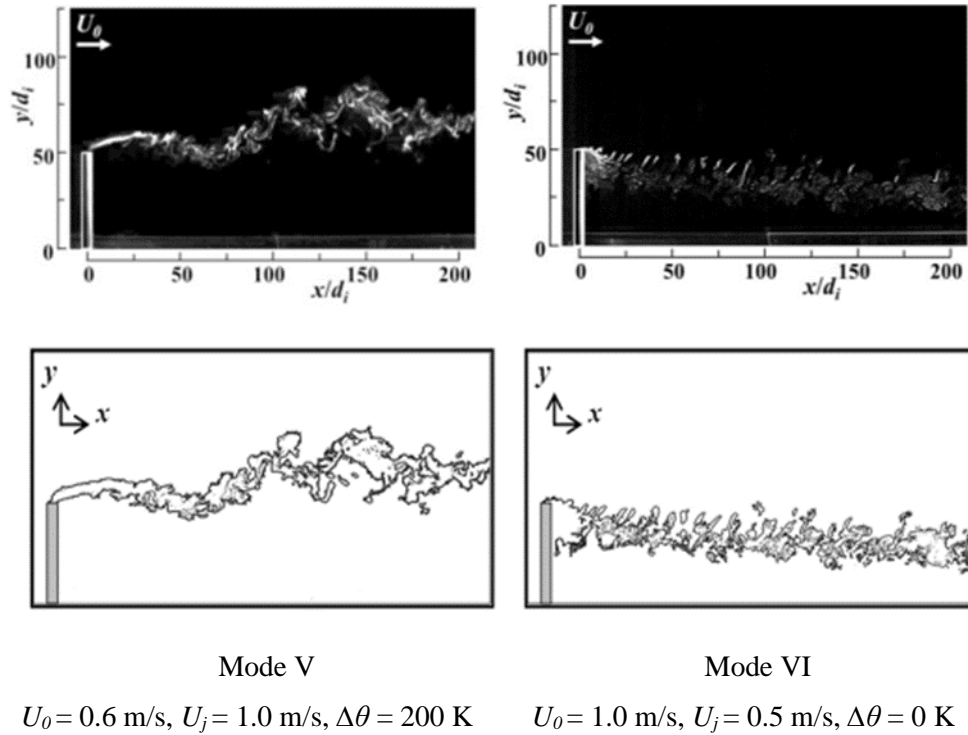 U₀
100
50
0
y/dᵢ
0 50 100 150 200
x/dᵢ
U₀
100
50
0
y/dᵢ
0 50 100 150 200
x/dᵢ
y
x
y
x
Mode V
Mode VI
U₀ = 0.6 m/s, Uⱼ = 1.0 m/s, Δθ = 200 K
U₀ = 1.0 m/s, Uⱼ = 0.5 m/s, Δθ = 0 K